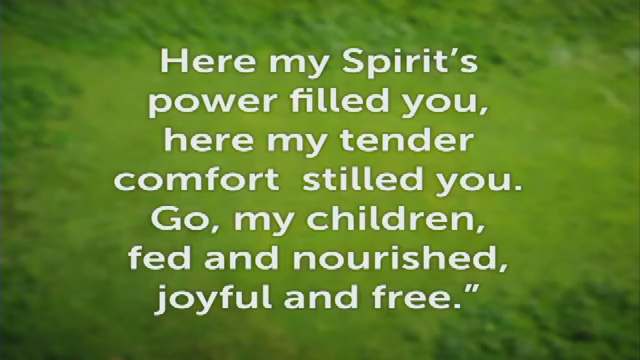 Here my Spirit’s
power filled you,
here my tender
comfort  stilled you.
Go, my children,
fed and nourished,
joyful and free.”